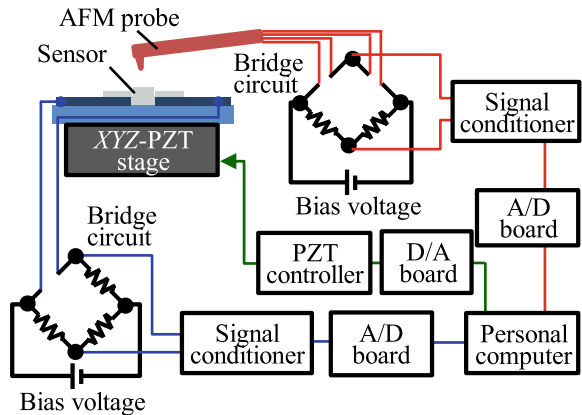 AFM probe
Sensor
Bridge
circuit
Signal
conditioner
XYZ-PZT
stage
Bias voltage
A/D
board
Bridge
circuit
PZT
controller
D/A
board
Signal
conditioner
A/D
board
Personal
computer
Bias voltage